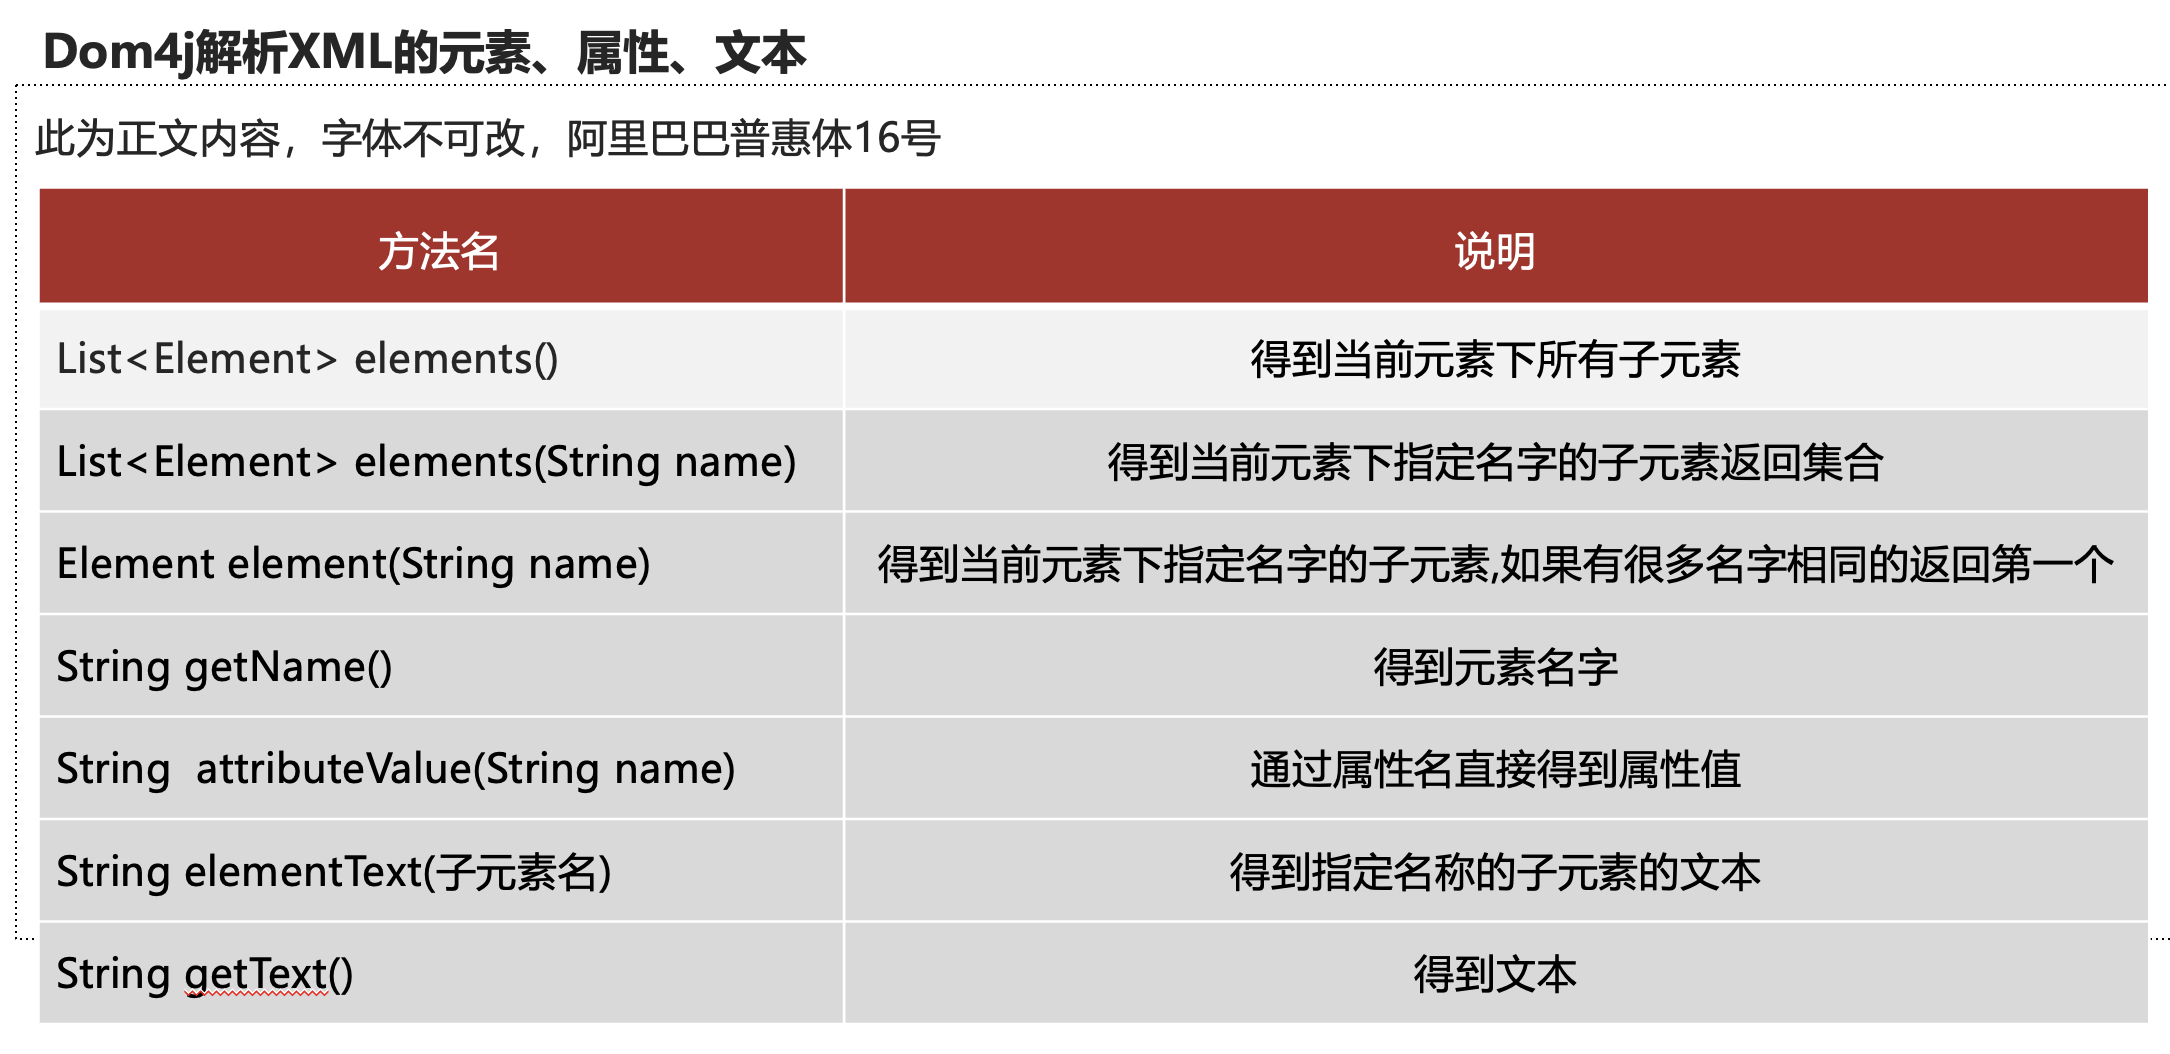 Dom4j解析XML的元素、属性、文本
此为正文内容，字体不可改，阿里巴巴普惠体16号
方法名 说明
List<Element> elements() 得到当前元素下所有子元素
List<Element> elements(String name) 得到当前元素下指定名字的子元素返回集合
Element element(String name) 得到当前元素下指定名字的子元素,如果有很多名字相同的返回第一个
String getName() 得到元素名字
String  attributeValue(String name) 通过属性名直接得到属性值
String elementText(子元素名) 得到指定名称的子元素的文本
String getText() 得到文本